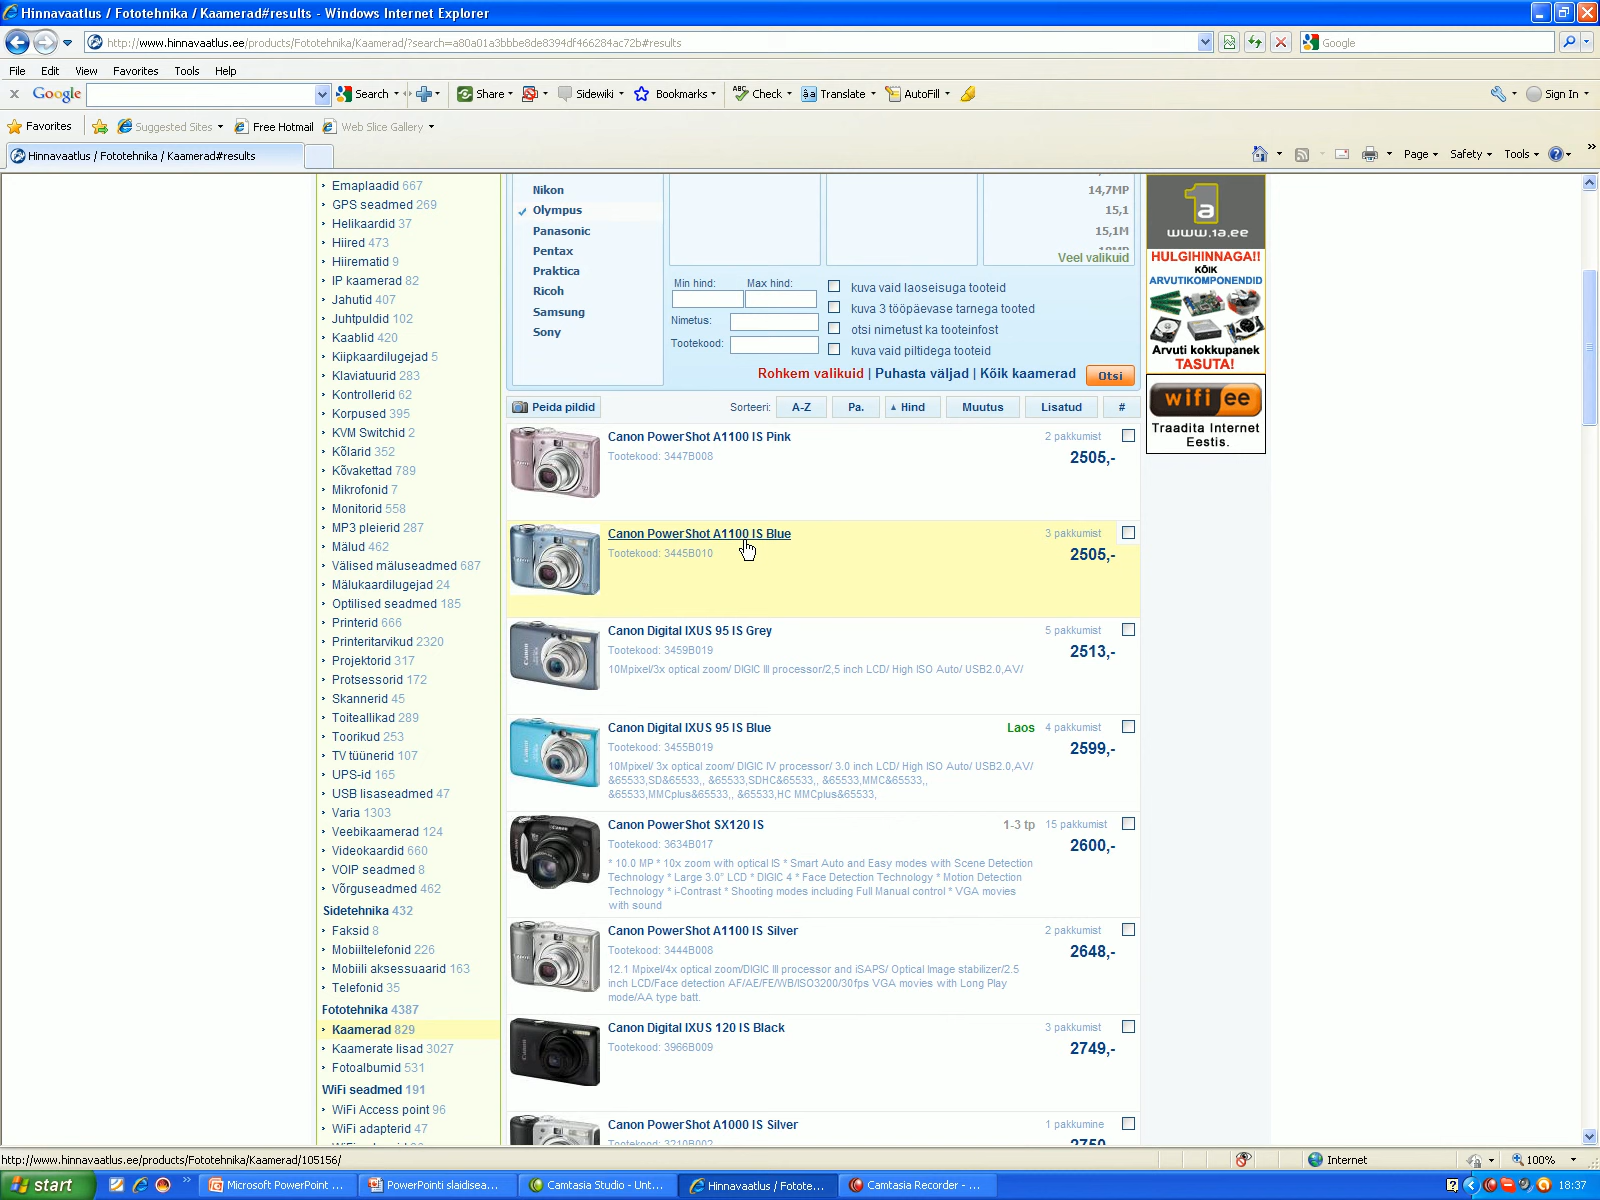 Hinnavaatlus / Fototehnika / Kaamerad#results - Windows Internet Explorer
http://www.hinnavaatlus.ee/products/Fototehnika/Kaamerad/?search=a80a01a3bbbe8de8394df466284ac72b#results
Google
File Edit View Favorites Tools Help
x Google Search Share Sidewiki Bookmarks Check Translate AutoFill Sign In
Favorites Suggested Sites Free Hotmail Web Slice Gallery
Hinnavaatlus / Fototehnika / Kaamerad#results
Page Safety Tools
Emaplaadid 667
GPS seadmed 269
Helikaardid 37
Hiired 473
Hiirematid 9
IP kaamerad 82
Jahutid 407
Juhtpuldid 102
Kaablid 420
Kiipkaardilugejad 5
Klaviatuurid 283
Kontrollerid 62
Korpused 395
KVM Switchid 2
Kõlarid 352
Kõvakettad 789
Mikrofonid 7
Monitorid 558
MP3 pleierid 287
Mälud 462
Välised mäluseadmed 687
Mälukaardilugejad 24
Optilised seadmed 185
Printerid 666
Printeritarvikud 2320
Projektorid 317
Protsessorid 172
Skannerid 45
Toiteallikad 289
Toorikud 253
TV tüünerid 107
UPS-id 165
USB lisaseadmed 47
Varia 1303
Veebikaamerad 124
Videokaardid 660
VOIP seadmed 8
Võrguseadmed 462
Sidetehnika 432
Faksid 8
Mobiiltelefonid 226
Mobiili aksessuaarid 163
Telefonid 35
Fototehnika 4387
Kaamerad 829
Kaamerate lisad 3027
Fotoalbumid 531
WiFi seadmed 191
WiFi Access point 96
WiFi adapterid 47
Nikon
Olympus
Panasonic
Pentax
Praktica
Ricoh
Samsung
Sony
14,7MP
15,1
15,1M
Veel valikuid
Min hind: Max hind:
Nimetus:
Tootekood:
kuva vaid laoseisuga tooteid
kuva 3 tööpäevase tarnega tooted
otsi nimetust ka tooteinfost
kuva vaid piltidega tooteid
Rohkem valikuid | Puhasta väljad | Kõik kaamerad Otsi
Peida pildid Sorteeri: A-Z Pa. Hind Muutus Lisatud #
Canon PowerShot A1100 IS Pink 2 pakkumist
Tootekood: 3447B008 2505,-
Canon PowerShot A1100 IS Blue 3 pakkumist
Tootekood: 3445B010 2505,-
Canon Digital IXUS 95 IS Grey 5 pakkumist
Tootekood: 3459B019 2513,-
10Mpixel/3x optical zoom/ DIGIC III processor/2,5 inch LCD/ High ISO Auto/ USB2.0,AV/
Canon Digital IXUS 95 IS Blue Laos 4 pakkumist
Tootekood: 3455B019 2599,-
10Mpixel/ 3x optical zoom/ DIGIC IV processor/ 3.0 inch LCD/ High ISO Auto/ USB2.0,AV/
&65533,SD&65533,, &65533,SDHC&65533,, &65533,MMC&65533,,
&65533,MMCplus&65533,, &65533,HC MMCplus&65533,
Canon PowerShot SX120 IS 1-3 tp 15 pakkumist
Tootekood: 3634B017 2600,-
* 10.0 MP * 10x zoom with optical IS * Smart Auto and Easy modes with Scene Detection
Technology * Large 3.0" LCD * DIGIC 4 * Face Detection Technology * Motion Detection
Technology * i-Contrast * Shooting modes including Full Manual control * VGA movies
with sound
Canon PowerShot A1100 IS Silver 2 pakkumist
Tootekood: 3444B008 2648,-
12.1 Mpixel/4x optical zoom/DIGIC III processor and iSAPS/ Optical Image stabilizer/2.5
inch LCD/Face detection AF/AE/FE/WB/ISO3200/30fps VGA movies with Long Play
mode/AA type batt.
Canon Digital IXUS 120 IS Black 3 pakkumist
Tootekood: 3966B009 2749,-
Canon PowerShot A1000 IS Silver 1 pakkumine
Tootekood: 3210B002 2750,-
1a
www.1a.ee
HULGIHINNAGA!!
KÕIK
ARVUTIKOMPONENDID
Arvuti kokkupanek
TASUTA!
wifi ee
Traadita Internet
Eestis.
http://www.hinnavaatlus.ee/products/Fototehnika/Kaamerad/105156/ Internet 100%
start Microsoft PowerPoint ... PowerPointi slaidisea... Camtasia Studio - Unt... Hinnavaatlus / Fotote... Camtasia Recorder - ... 18:37